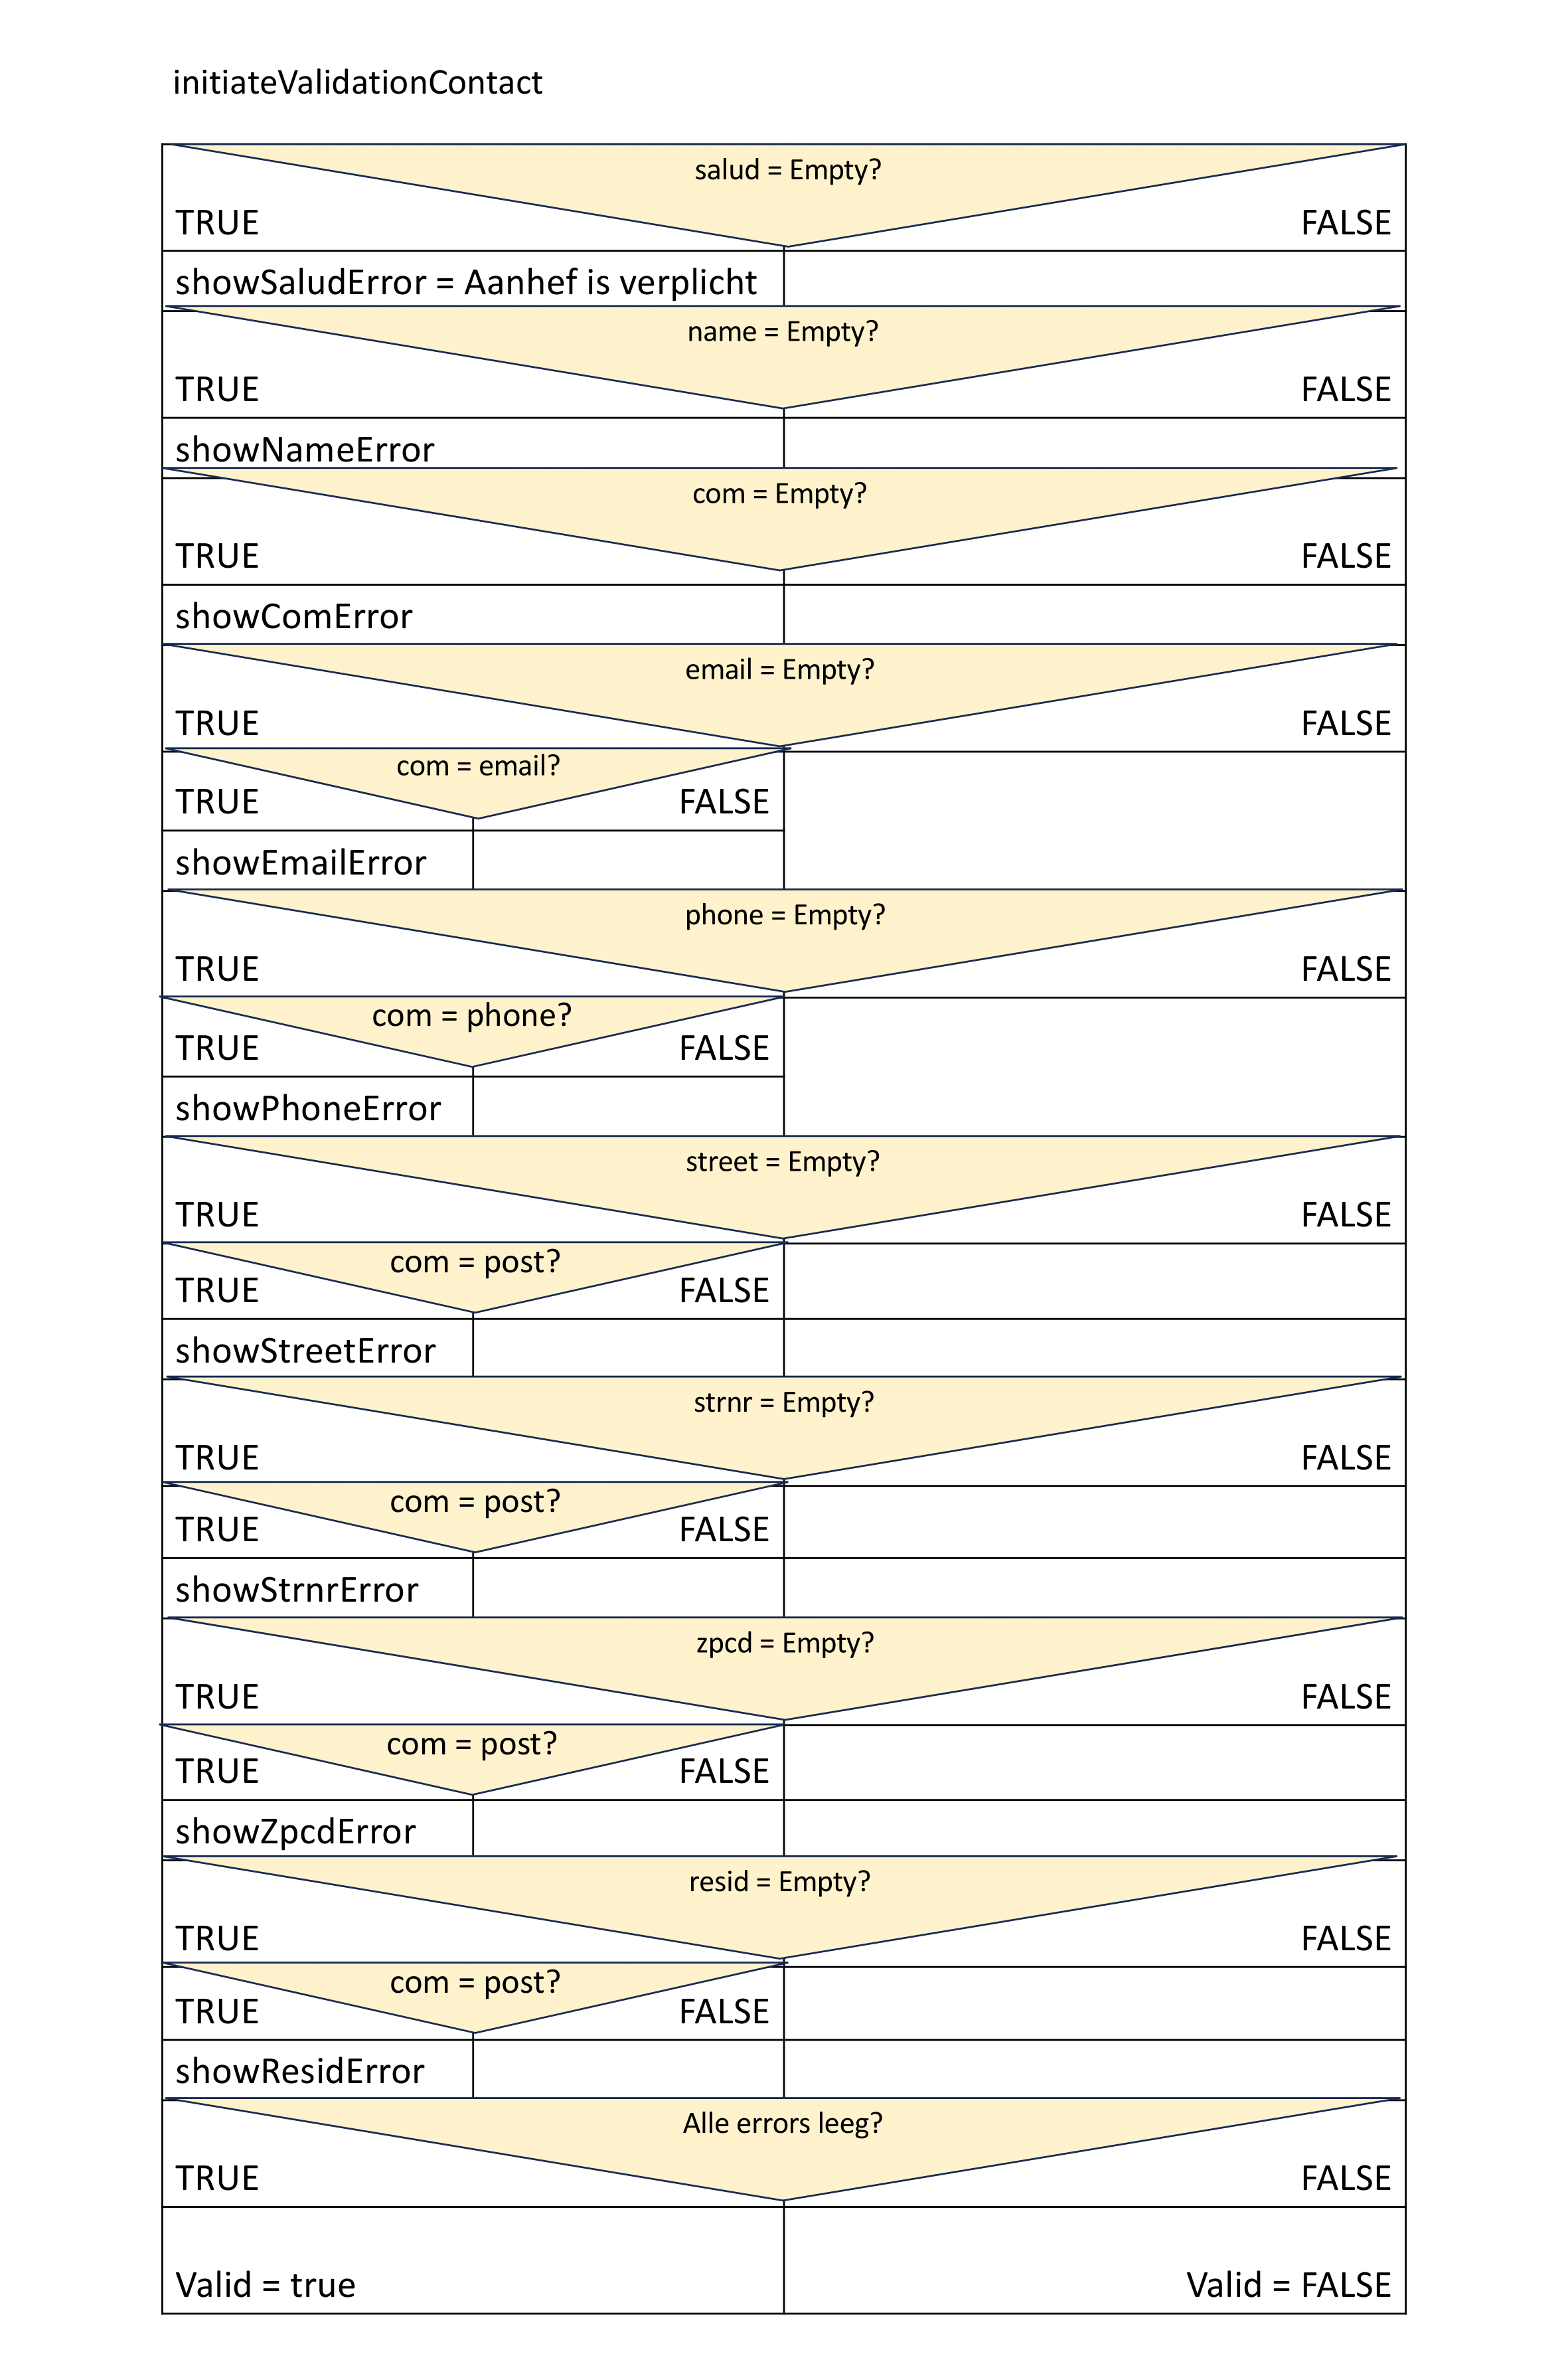 initiateValidationContact
salud = Empty?
TRUE FALSE
showSaludError = Aanhef is verplicht
name = Empty?
TRUE FALSE
showNameError
com = Empty?
TRUE FALSE
showComError
email = Empty?
TRUE FALSE
com = email?
TRUE FALSE
showEmailError
phone = Empty?
TRUE FALSE
com = phone?
TRUE FALSE
showPhoneError
street = Empty?
TRUE FALSE
com = post?
TRUE FALSE
showStreetError
strnr = Empty?
TRUE FALSE
com = post?
TRUE FALSE
showStrnrError
zpcd = Empty?
TRUE FALSE
com = post?
TRUE FALSE
showZpcdError
resid = Empty?
TRUE FALSE
com = post?
TRUE FALSE
showResidError
Alle errors leeg?
TRUE FALSE
Valid = true Valid = FALSE